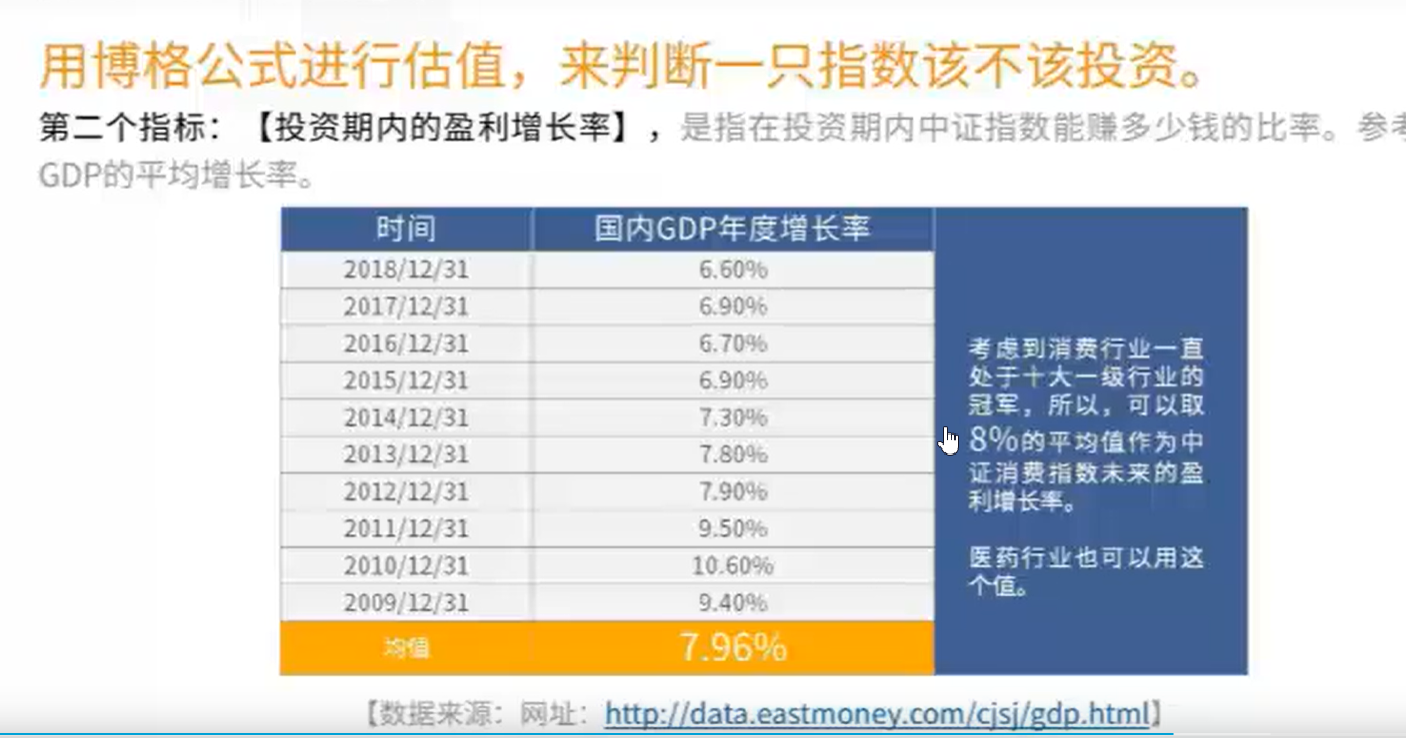 用博格公式进行估值，来判断一只指数该不该投资。
第二个指标：【投资期内的盈利增长率】，是指在投资期内中证指数能赚多少钱的比率。参考
GDP的平均增长率。
时间 国内GDP年度增长率
2018/12/31 6.60%
2017/12/31 6.90%
2016/12/31 6.70%
2015/12/31 6.90%
2014/12/31 7.30%
2013/12/31 7.80%
2012/12/31 7.90%
2011/12/31 9.50%
2010/12/31 10.60%
2009/12/31 9.40%
均值 7.96%
考虑到消费行业一直
处于十大一级行业的
冠军，所以，可以取
8%的平均值作为中
证消费指数未来的盈
利增长率。
医药行业也可以用这
个值。
【数据来源：网址：http://data.eastmoney.com/cjsj/gdp.html】